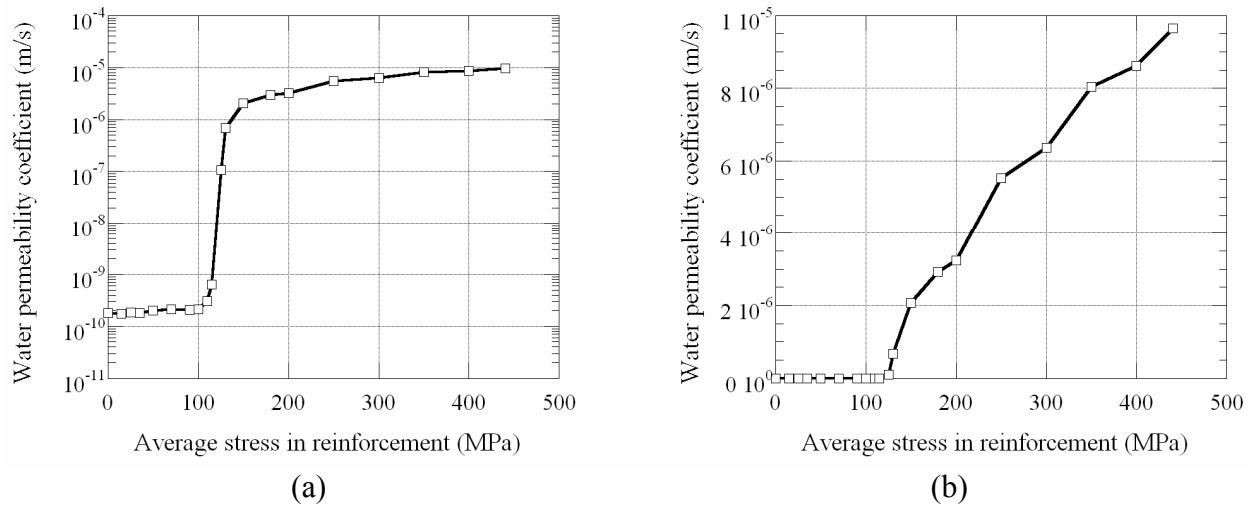 Water permeability coefficient (m/s)
10⁻⁴
10⁻⁵
10⁻⁶
10⁻⁷
10⁻⁸
10⁻⁹
10⁻¹⁰
10⁻¹¹
0 100 200 300 400 500
Average stress in reinforcement (MPa)
(a)
Water permeability coefficient (m/s)
1 10⁻⁵
8 10⁻⁶
6 10⁻⁶
4 10⁻⁶
2 10⁻⁶
0 10⁰
0 100 200 300 400 500
Average stress in reinforcement (MPa)
(b)